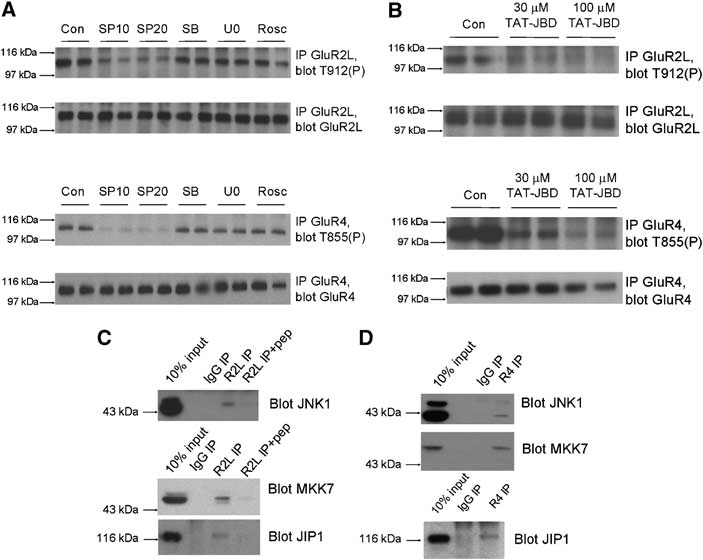 A
Con SP10 SP20 SB U0 Rosc
116 kDa
97 kDa
IP GluR2L,
blot T912(P)
116 kDa
97 kDa
IP GluR2L,
blot GluR2L
Con SP10 SP20 SB U0 Rosc
116 kDa
97 kDa
IP GluR4,
blot T855(P)
116 kDa
97 kDa
IP GluR4,
blot GluR4
B
Con
30 μM
TAT-JBD
100 μM
TAT-JBD
116 kDa
97 kDa
IP GluR2L,
blot T912(P)
116 kDa
97 kDa
IP GluR2L,
blot GluR2L
Con
30 μM
TAT-JBD
100 μM
TAT-JBD
116 kDa
97 kDa
IP GluR4,
blot T855(P)
116 kDa
97 kDa
IP GluR4,
blot GluR4
C
10% input
IgG IP
R2L IP
R2L IP+pep
43 kDa
Blot JNK1
10% input
IgG IP
R2L IP
R2L IP+pep
43 kDa
Blot MKK7
116 kDa
Blot JIP1
D
10% input
IgG IP
R4 IP
43 kDa
Blot JNK1
43 kDa
Blot MKK7
10% input
IgG IP
R4 IP
116 kDa
Blot JIP1